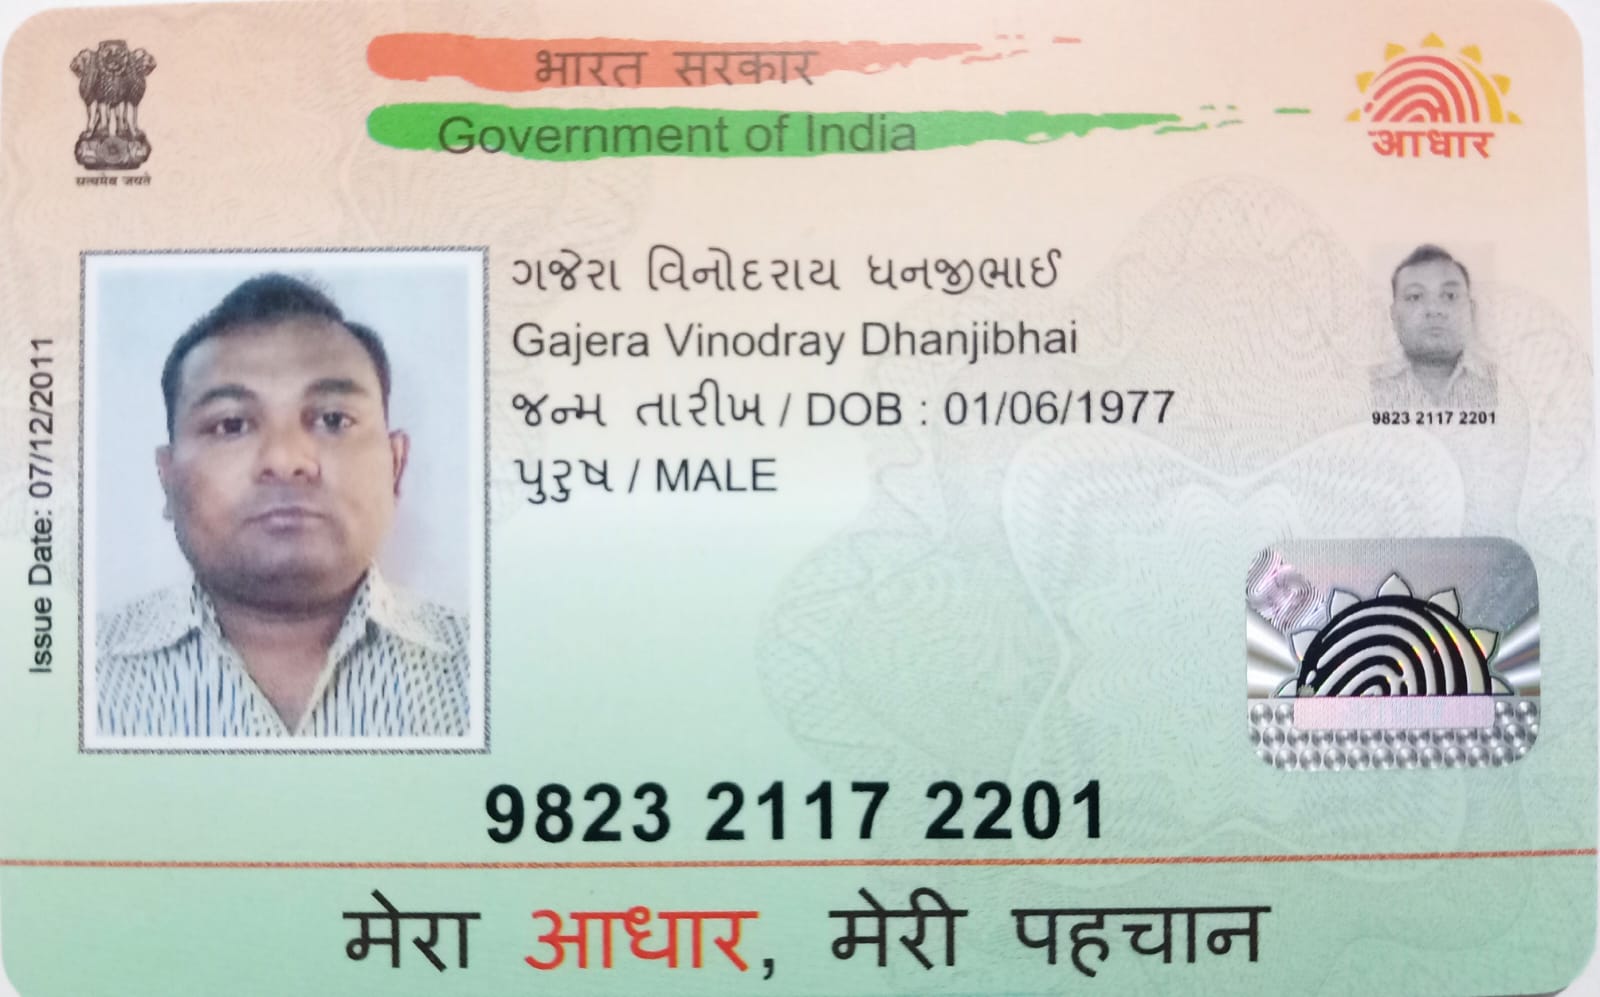 भारत सरकार
Government of India
सत्यमेव जयते
आधार
Issue Date: 07/12/2011
ગજેરા વિનોદરાય ધનજીભાઈ
Gajera Vinodray Dhanjibhai
જન્મ તારીખ / DOB : 01/06/1977
પુરુષ / MALE
9823 2117 2201
9823 2117 2201
मेरा आधार, मेरी पहचान